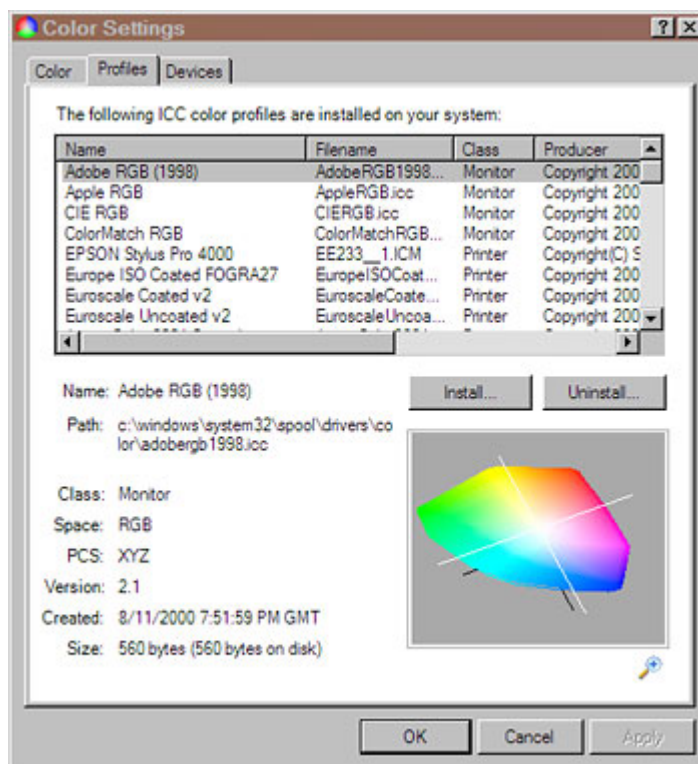 Color Settings
Color Profiles Devices
The following ICC color profiles are installed on your system:
Name Filename Class Producer
Adobe RGB (1998) AdobeRGB1998... Monitor Copyright 200
Apple RGB AppleRGB.icc Monitor Copyright 200
CIE RGB CIERGB.icc Monitor Copyright 200
ColorMatch RGB ColorMatchRGB... Monitor Copyright 200
EPSON Stylus Pro 4000 EE233__1.ICM Printer Copyright(C) S
Europe ISO Coated FOGRA27 EuropeISOCoat... Printer Copyright 200
Euroscale Coated v2 EuroscaleCoate... Printer Copyright 200
Euroscale Uncoated v2 EuroscaleUncoa... Printer Copyright 200
Name: Adobe RGB (1998)
Install... Uninstall...
Path: c:\windows\system32\spool\drivers\co
lor\adobergb1998.icc
Class: Monitor
Space: RGB
PCS: XYZ
Version: 2.1
Created: 8/11/2000 7:51:59 PM GMT
Size: 560 bytes (560 bytes on disk)
OK Cancel Apply